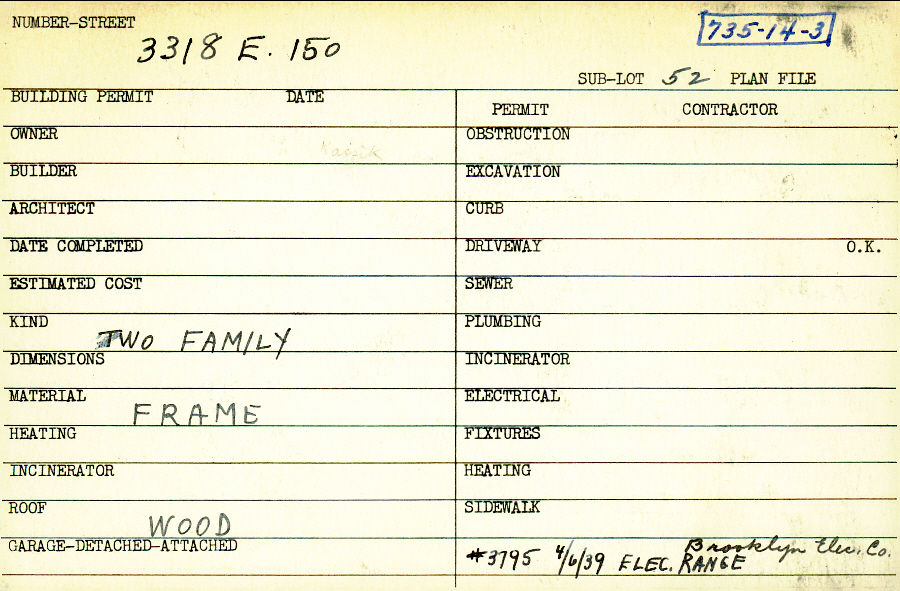 NUMBER-STREET
3318 E. 150
735-14-3
SUB-LOT 52 PLAN FILE
BUILDING PERMIT DATE
PERMIT CONTRACTOR
OWNER
OBSTRUCTION
BUILDER
EXCAVATION
ARCHITECT
CURB
DATE COMPLETED
DRIVEWAY O.K.
ESTIMATED COST
SEWER
KIND
TWO FAMILY
PLUMBING
DIMENSIONS
INCINERATOR
MATERIAL
FRAME
ELECTRICAL
HEATING
FIXTURES
INCINERATOR
HEATING
ROOF
WOOD
SIDEWALK
GARAGE-DETACHED-ATTACHED
Brooklyn Elec. Co.
#3795 4/6/39 ELEC. RANGE